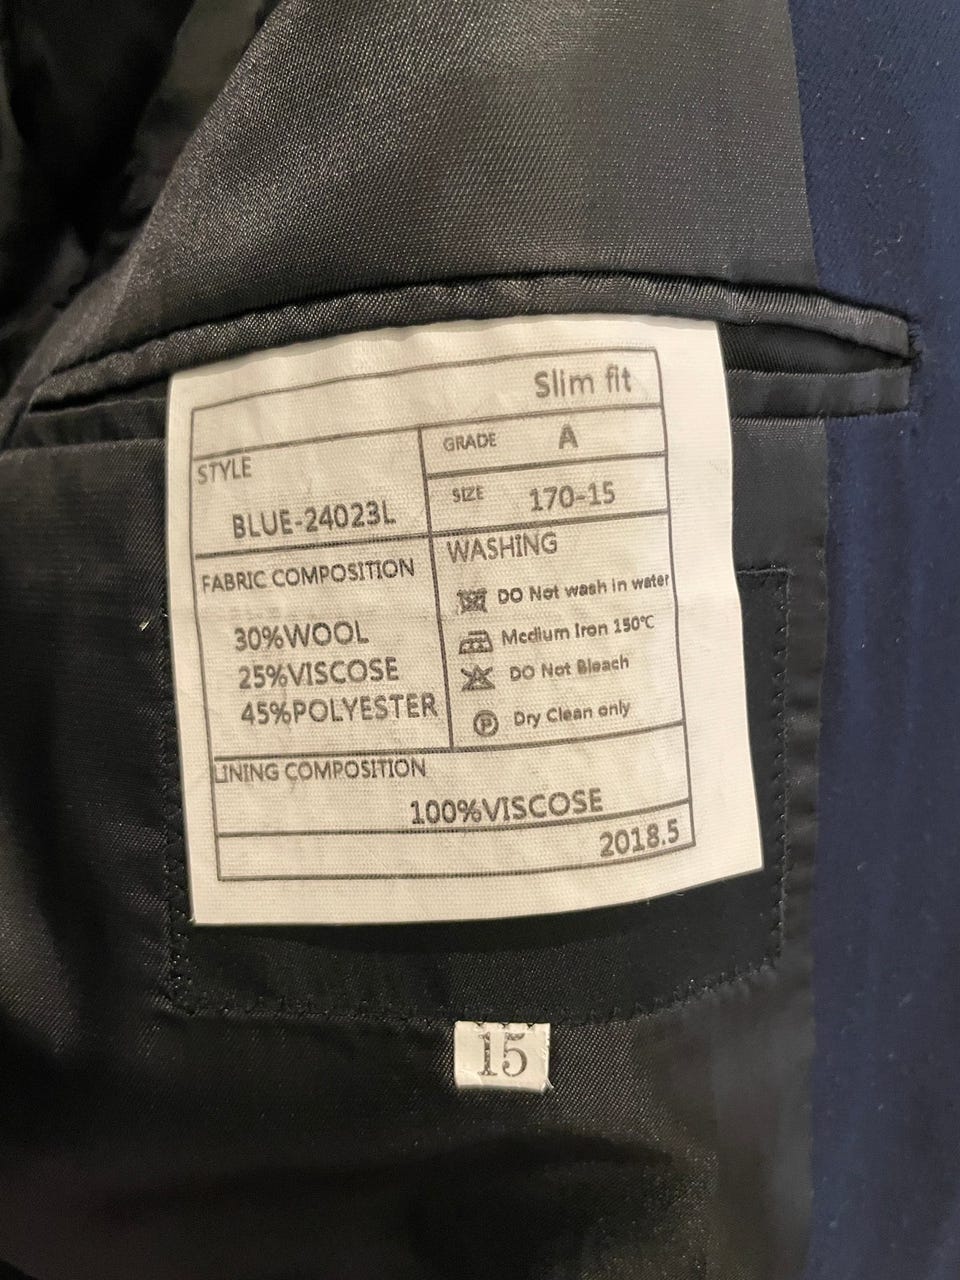 Slim fit
STYLE
BLUE-24023L
GRADE A
SIZE 170-15
FABRIC COMPOSITION
30%WOOL
25%VISCOSE
45%POLYESTER
WASHING
DO Not wash in water
Medium Iron 150℃
DO Not Bleach
P Dry Clean only
LINING COMPOSITION
100%VISCOSE
2018.5
15